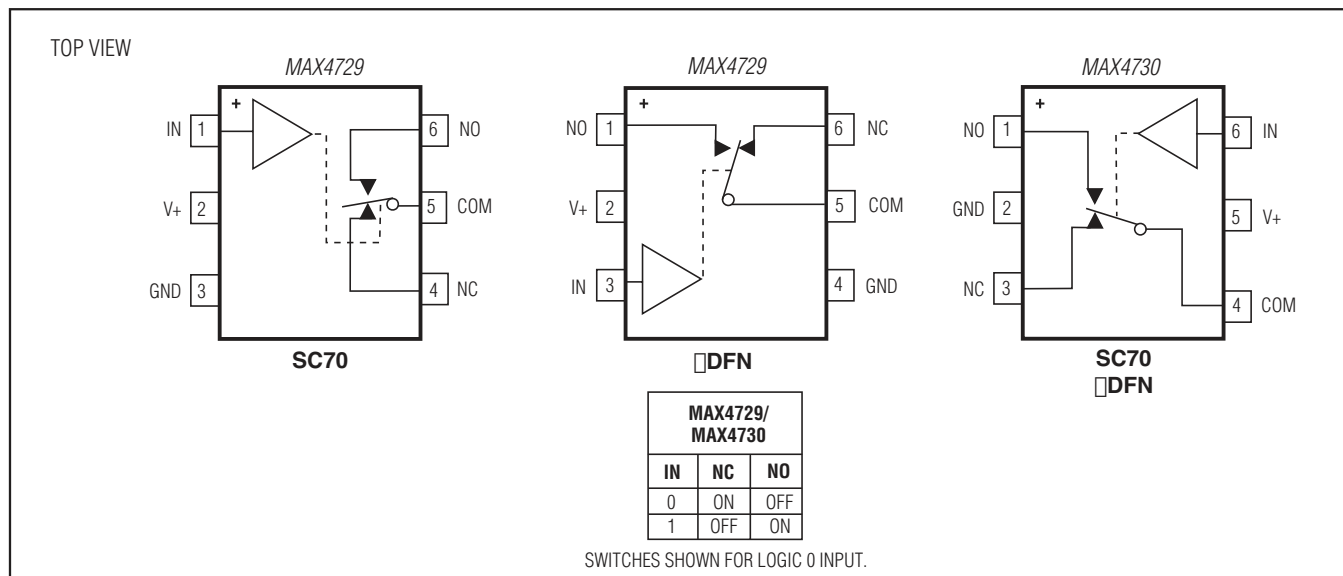 TOP VIEW
MAX4729
+
IN 1
6 NO
V+ 2
5 COM
GND 3
4 NC
SC70
MAX4729
+
NO 1
6 NC
V+ 2
5 COM
IN 3
4 GND
▯DFN
MAX4730
+
NO 1
6 IN
GND 2
5 V+
NC 3
4 COM
SC70
▯DFN
MAX4729/
MAX4730
IN NC NO
0 ON OFF
1 OFF ON
SWITCHES SHOWN FOR LOGIC 0 INPUT.